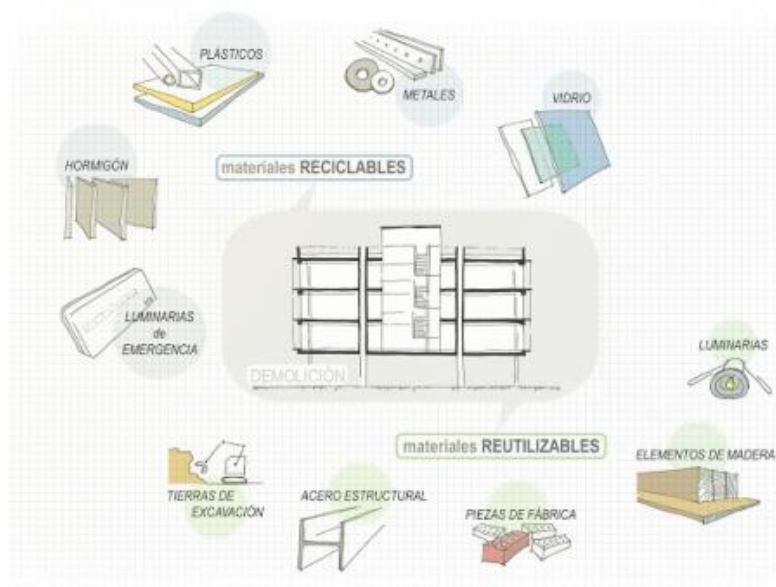 PLÁSTICOS
METALES
VIDRIO
HORMIGÓN
materiales RECICLABLES
LUMINARIAS
de
EMERGENCIA
DEMOLICIÓN
LUMINARIAS
materiales REUTILIZABLES
ELEMENTOS DE MADERA
TIERRAS DE
EXCAVACIÓN
ACERO ESTRUCTURAL
PIEZAS DE FÁBRICA